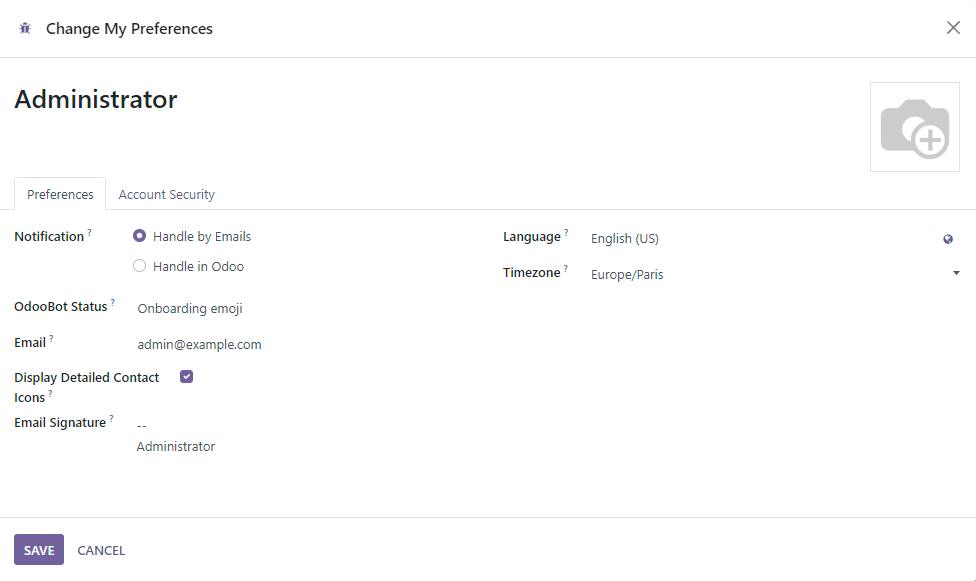 Change My Preferences
Administrator
Preferences Account Security
Notification ? Handle by Emails
Handle in Odoo
OdooBot Status ? Onboarding emoji
Email ? admin@example.com
Display Detailed Contact
Icons ?
Email Signature ? --
Administrator
Language ? English (US)
Timezone ? Europe/Paris
SAVE CANCEL